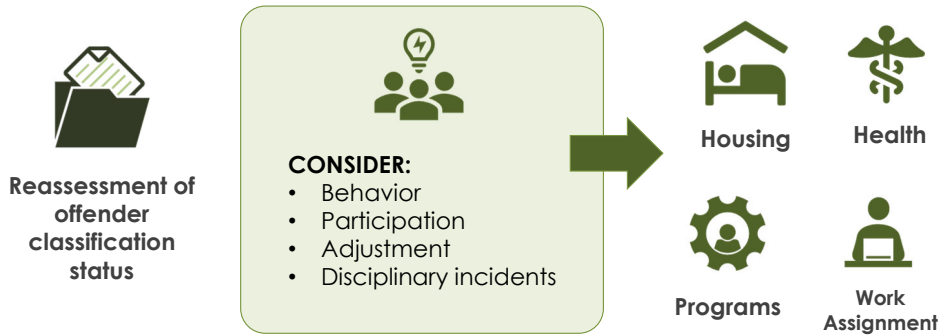 Reassessment of
offender
classification
status
CONSIDER:
• Behavior
• Participation
• Adjustment
• Disciplinary incidents
Housing
Health
Programs
Work
Assignment